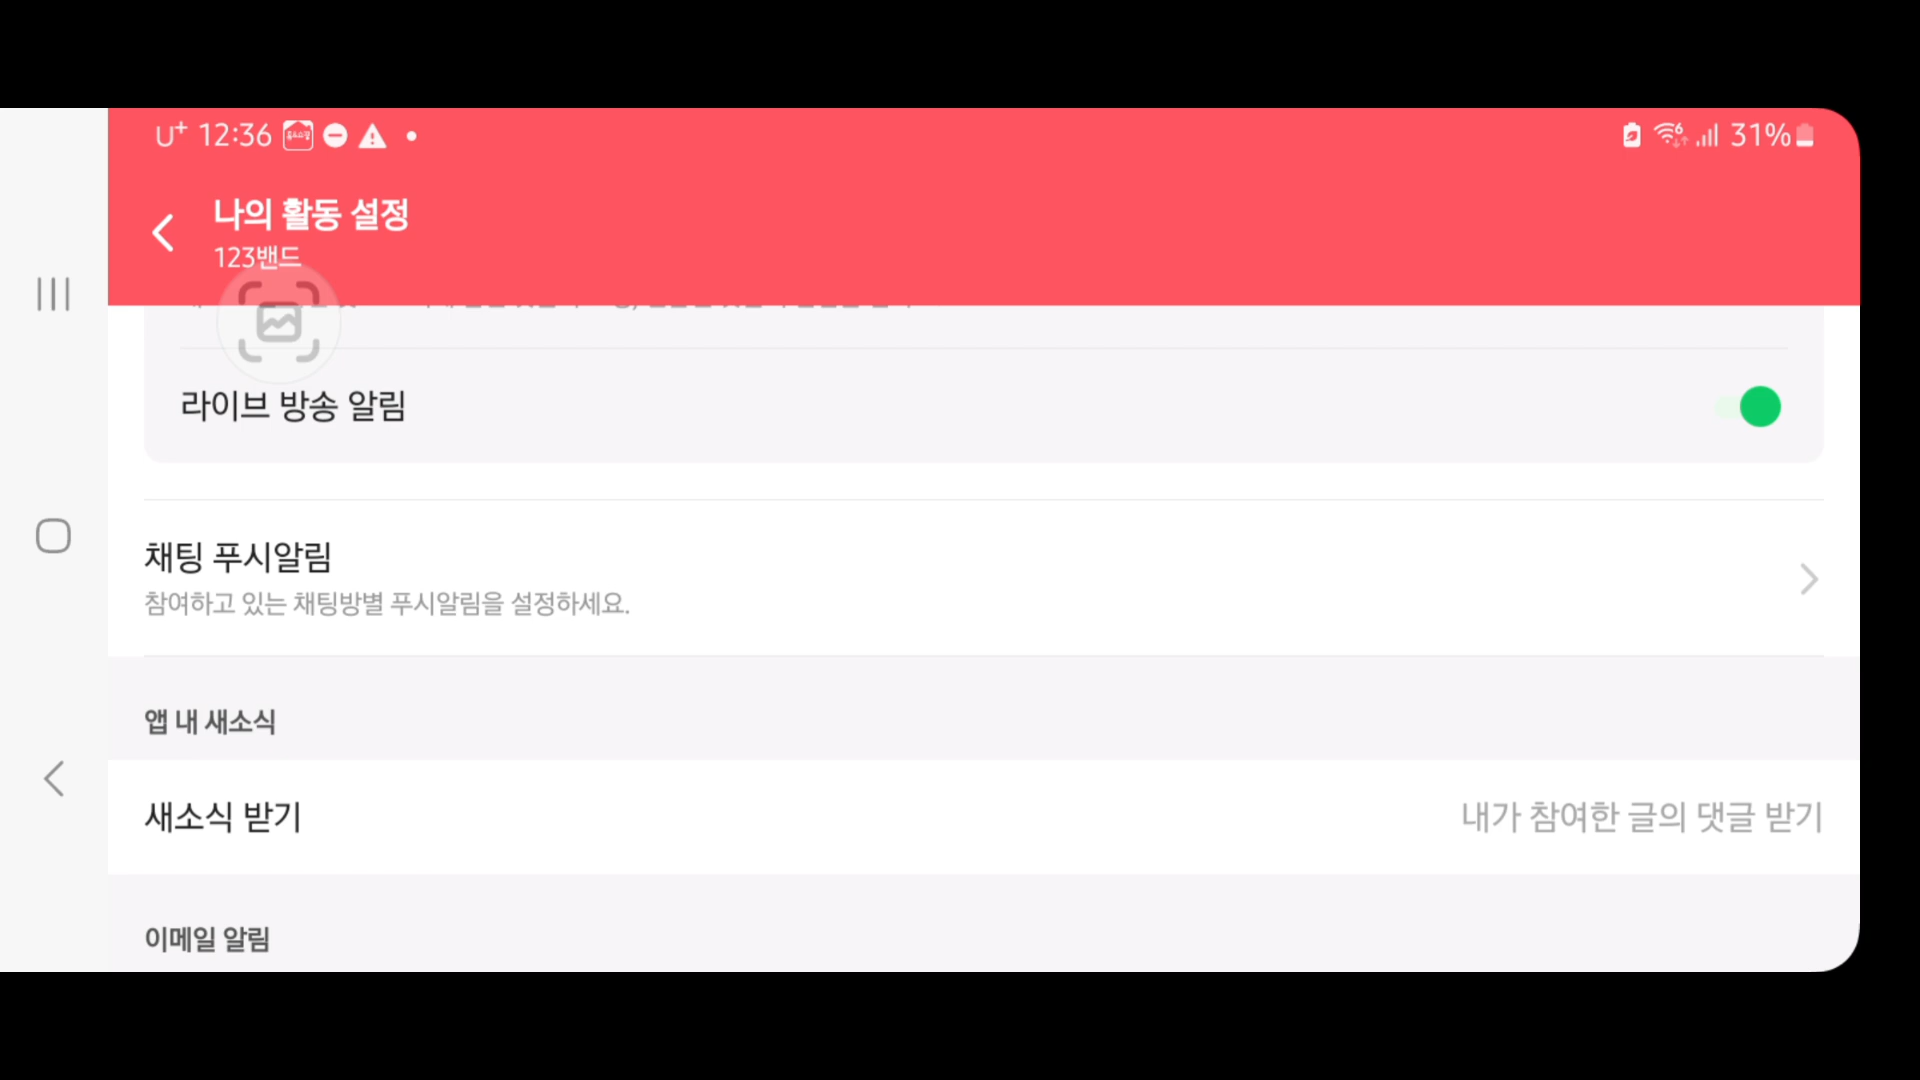 U+ 12:36
31%
나의 활동 설정
123밴드
라이브 방송 알림
채팅 푸시알림
참여하고 있는 채팅방별 푸시알림을 설정하세요.
앱 내 새소식
새소식 받기
내가 참여한 글의 댓글 받기
이메일 알림